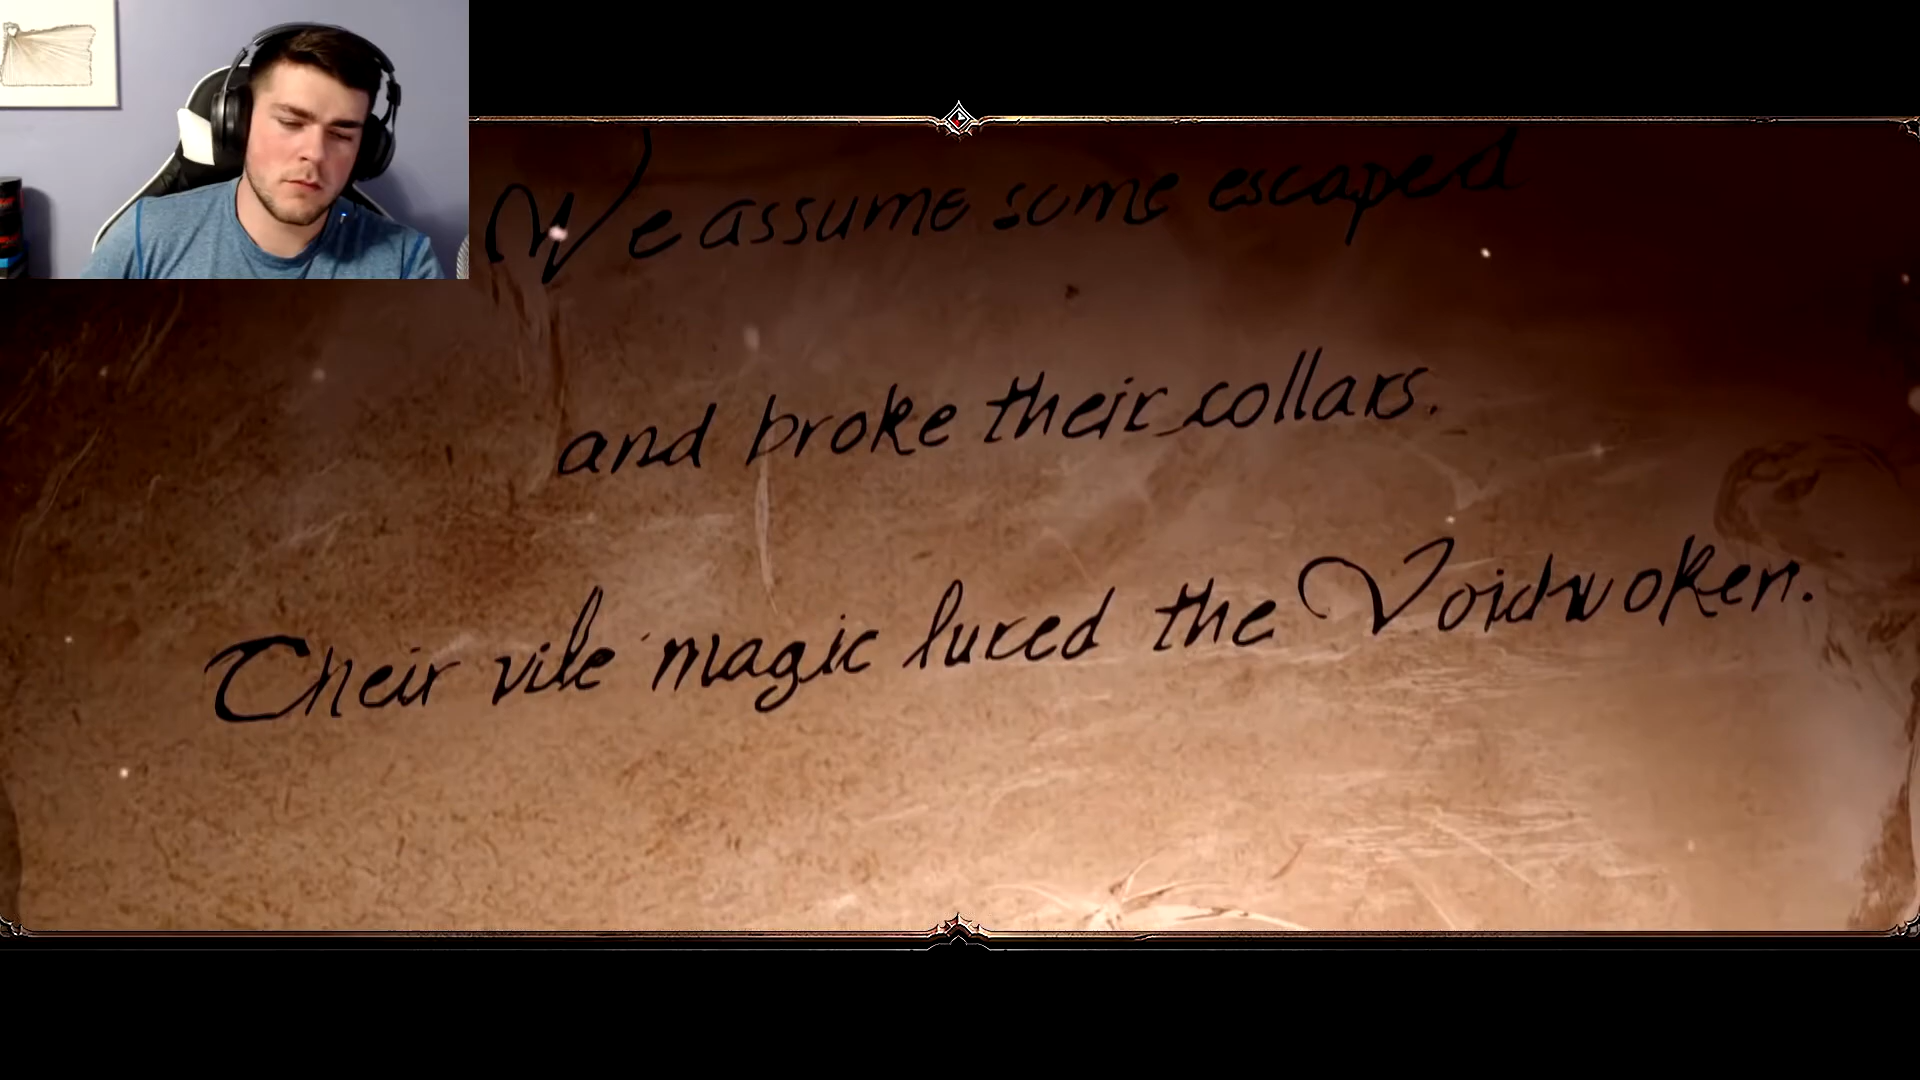 We assume some escaped
and broke their collars.
Their vile magic lured the Voidwoken.